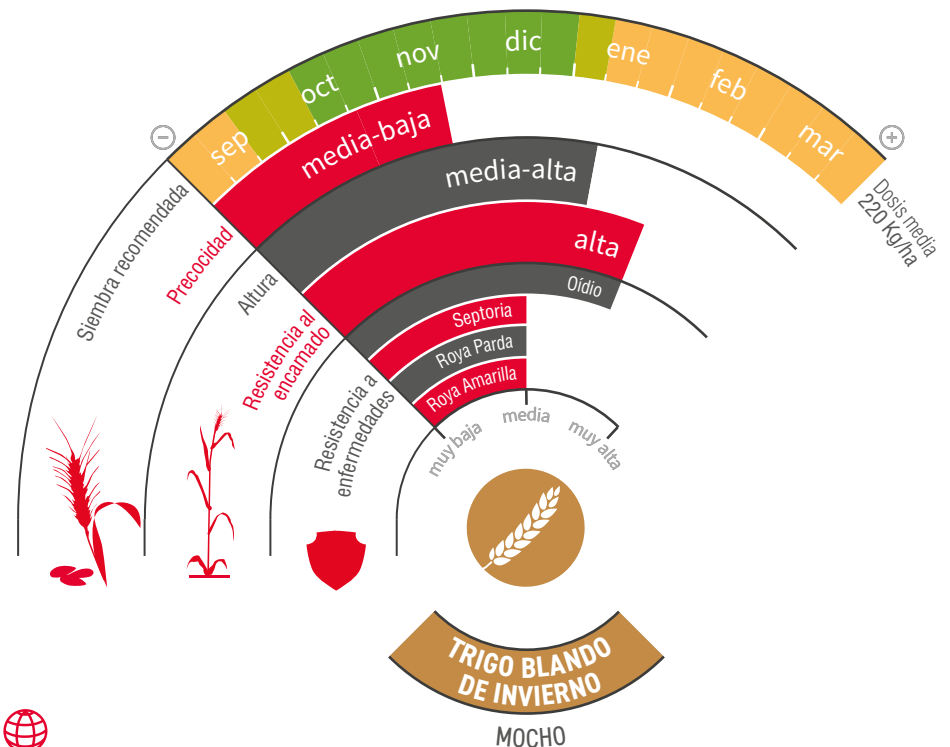 sep
oct
nov
dic
ene
feb
mar
−
+
Dosis media
220 Kg/ha
Siembra recomendada
media-baja
Precocidad
media-alta
Altura
alta
Resistencia al
encamado
Oídio
Septoria
Roya Parda
Roya Amarilla
Resistencia a
enfermedades
muy baja
media
muy alta
TRIGO BLANDO
DE INVIERNO
MOCHO